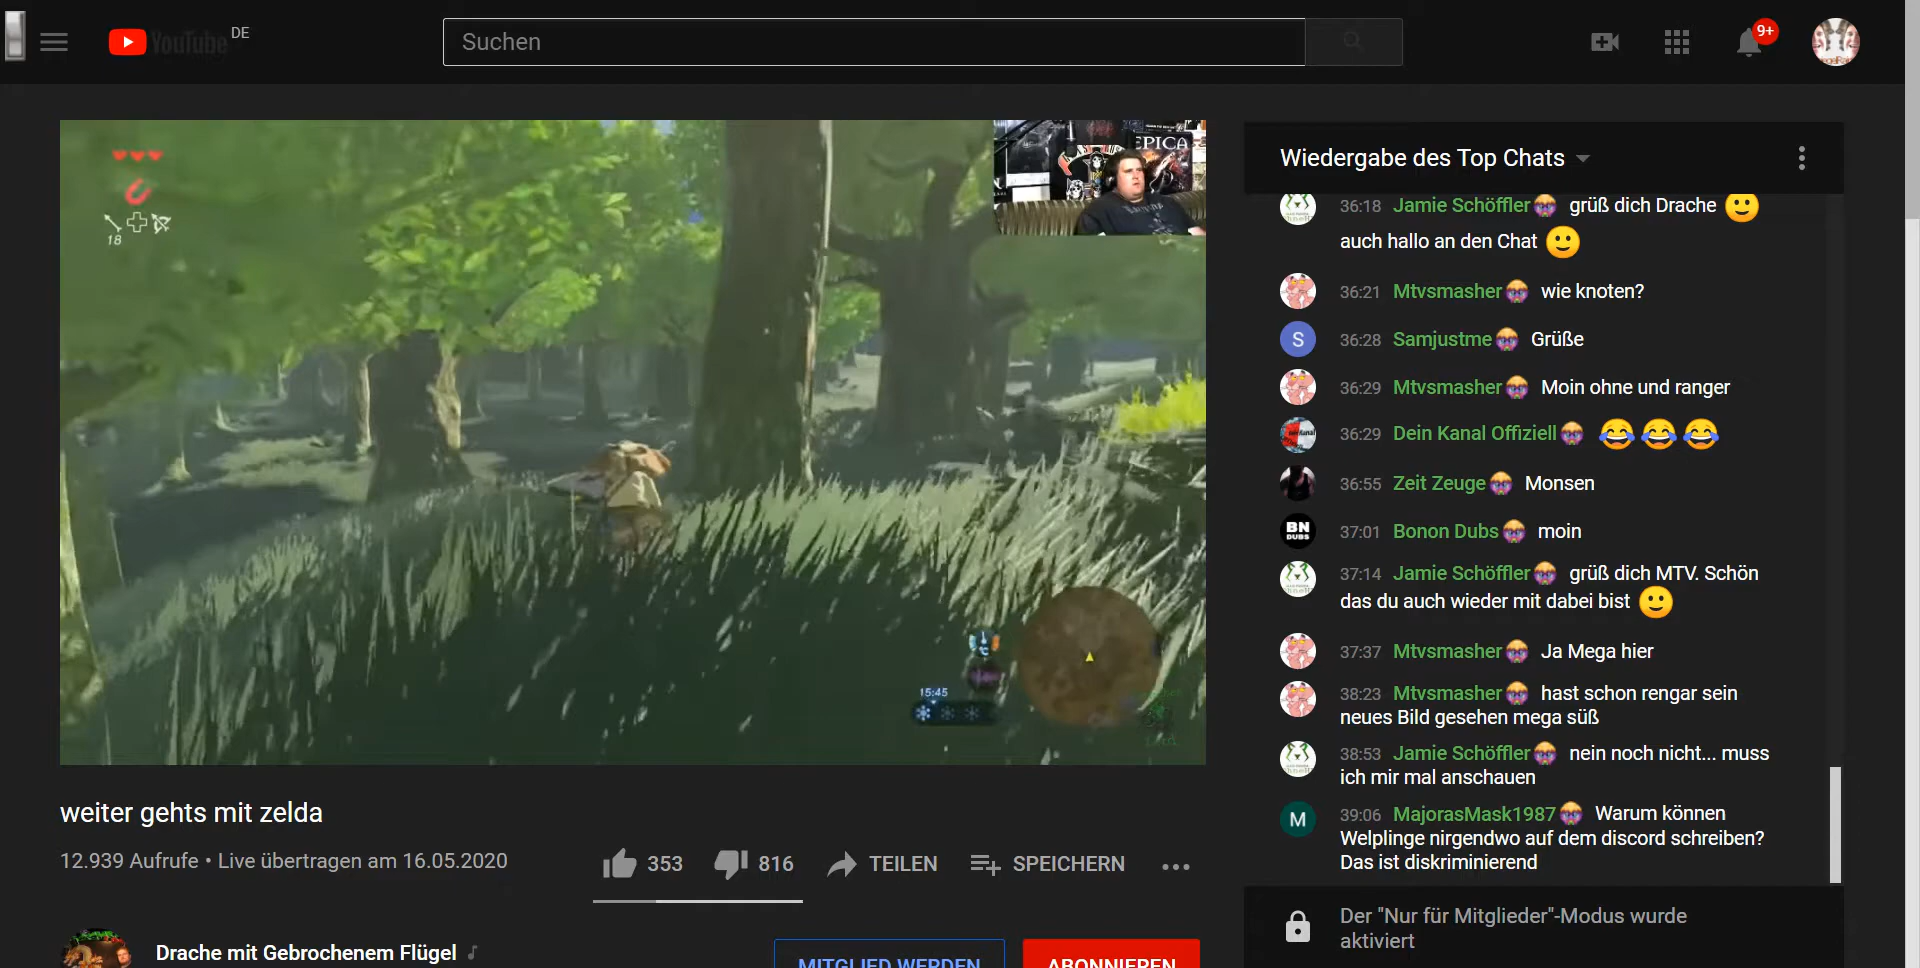 YouTube DE
Suchen
9+
EPICA
18
15:45
weiter gehts mit zelda
12.939 Aufrufe • Live übertragen am 16.05.2020
353 816 TEILEN SPEICHERN
Drache mit Gebrochenem Flügel
MITGLIED WERDEN ABONNIEREN
Wiedergabe des Top Chats
36:18 Jamie Schöffler grüß dich Drache 🙂
auch hallo an den Chat 🙂
36:21 Mtvsmasher wie knoten?
S
36:28 Samjustme Grüße
36:29 Mtvsmasher Moin ohne und ranger
36:29 Dein Kanal Offiziell 😂 😂 😂
36:55 Zeit Zeuge Monsen
BN
DUBS
37:01 Bonon Dubs moin
37:14 Jamie Schöffler grüß dich MTV. Schön
das du auch wieder mit dabei bist 🙂
37:37 Mtvsmasher Ja Mega hier
38:23 Mtvsmasher hast schon rengar sein
neues Bild gesehen mega süß
38:53 Jamie Schöffler nein noch nicht... muss
ich mir mal anschauen
M
39:06 MajorasMask1987 Warum können
Welplinge nirgendwo auf dem discord schreiben?
Das ist diskriminierend
Der "Nur für Mitglieder"-Modus wurde
aktiviert